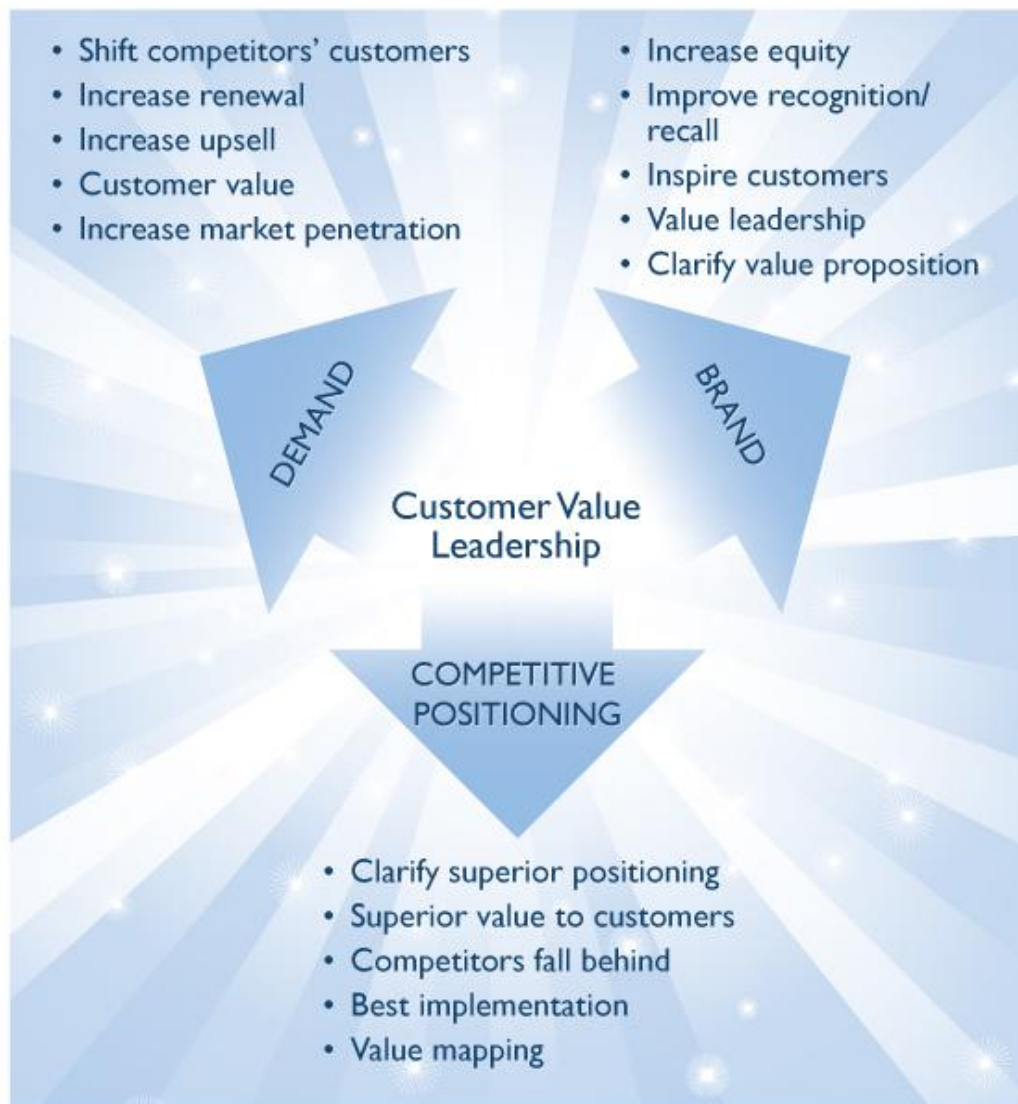 • Shift competitors' customers
• Increase renewal
• Increase upsell
• Customer value
• Increase market penetration
• Increase equity
• Improve recognition/
recall
• Inspire customers
• Value leadership
• Clarify value proposition
DEMAND
BRAND
Customer Value
Leadership
COMPETITIVE
POSITIONING
• Clarify superior positioning
• Superior value to customers
• Competitors fall behind
• Best implementation
• Value mapping